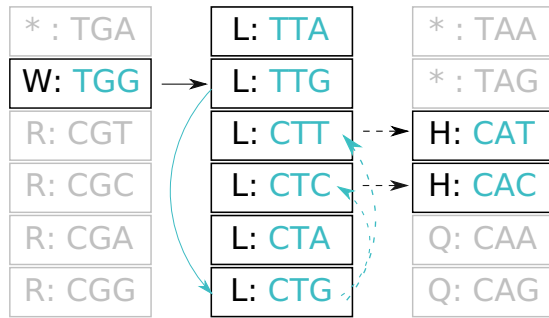 * : TGA
W: TGG
R: CGT
R: CGC
R: CGA
R: CGG
L: TTA
L: TTG
L: CTT
L: CTC
L: CTA
L: CTG
* : TAA
* : TAG
H: CAT
H: CAC
Q: CAA
Q: CAG